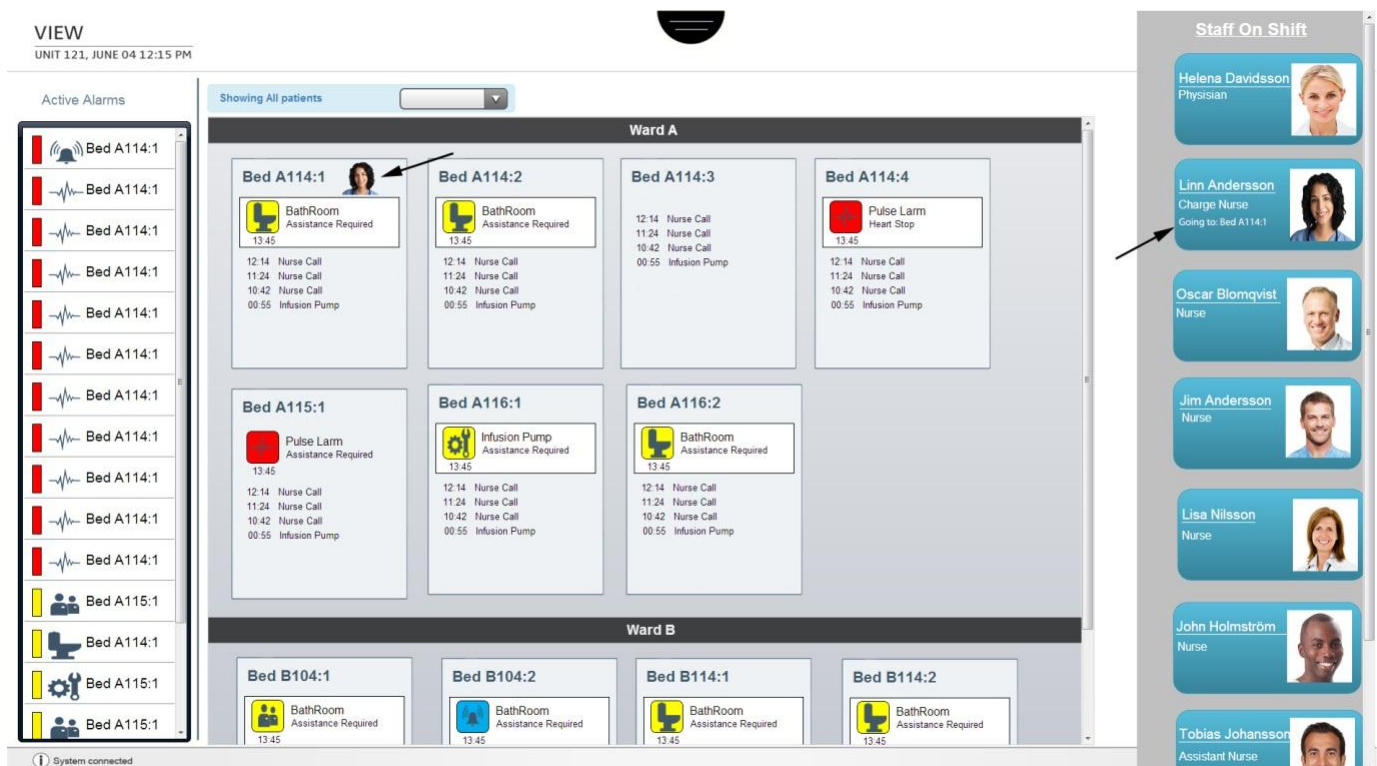 VIEW
UNIT 121, JUNE 04 12:15 PM
Active Alarms
Bed A114:1
Bed A114:1
Bed A114:1
Bed A114:1
Bed A114:1
Bed A114:1
Bed A114:1
Bed A114:1
Bed A114:1
Bed A114:1
Bed A114:1
Bed A115:1
Bed A114:1
Bed A115:1
Bed A115:1
Showing All patients
Ward A
Bed A114:1
BathRoom
Assistance Required
13:45
12:14 Nurse Call
11:24 Nurse Call
10:42 Nurse Call
00:55 Infusion Pump
Bed A114:2
BathRoom
Assistance Required
13:45
12:14 Nurse Call
11:24 Nurse Call
10:42 Nurse Call
00:55 Infusion Pump
Bed A114:3
12:14 Nurse Call
11:24 Nurse Call
10:42 Nurse Call
00:55 Infusion Pump
Bed A114:4
Pulse Larm
Heart Stop
13:45
12:14 Nurse Call
11:24 Nurse Call
10:42 Nurse Call
00:55 Infusion Pump
Bed A115:1
Pulse Larm
Assistance Required
13:45
12:14 Nurse Call
11:24 Nurse Call
10:42 Nurse Call
00:55 Infusion Pump
Bed A116:1
Infusion Pump
Assistance Required
13:45
12:14 Nurse Call
11:24 Nurse Call
10:42 Nurse Call
00:55 Infusion Pump
Bed A116:2
BathRoom
Assistance Required
13:45
12:14 Nurse Call
11:24 Nurse Call
10:42 Nurse Call
00:55 Infusion Pump
Ward B
Bed B104:1
BathRoom
Assistance Required
13:45
Bed B104:2
BathRoom
Assistance Required
13:45
Bed B114:1
BathRoom
Assistance Required
13:45
Bed B114:2
BathRoom
Assistance Required
13:45
Staff On Shift
Helena Davidsson
Physisian
Linn Andersson
Charge Nurse
Going to: Bed A114:1
Oscar Blomqvist
Nurse
Jim Andersson
Nurse
Lisa Nilsson
Nurse
John Holmström
Nurse
Tobias Johansson
Assistant Nurse
System connected